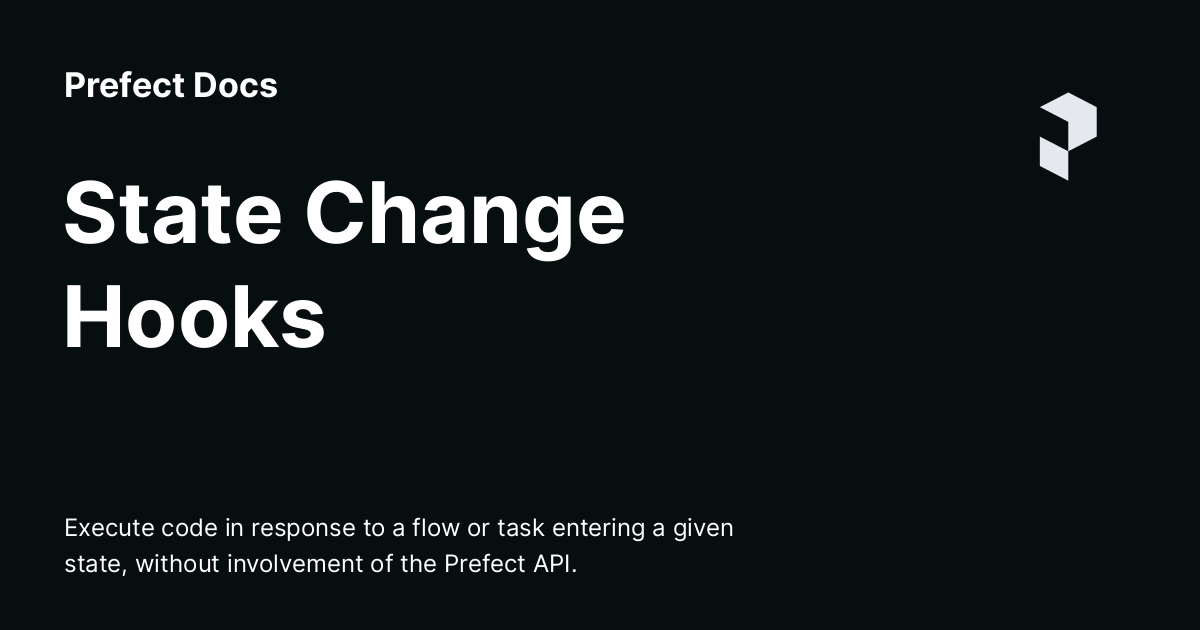 Prefect Docs
State Change
Hooks
Execute code in response to a flow or task entering a given
state, without involvement of the Prefect API.